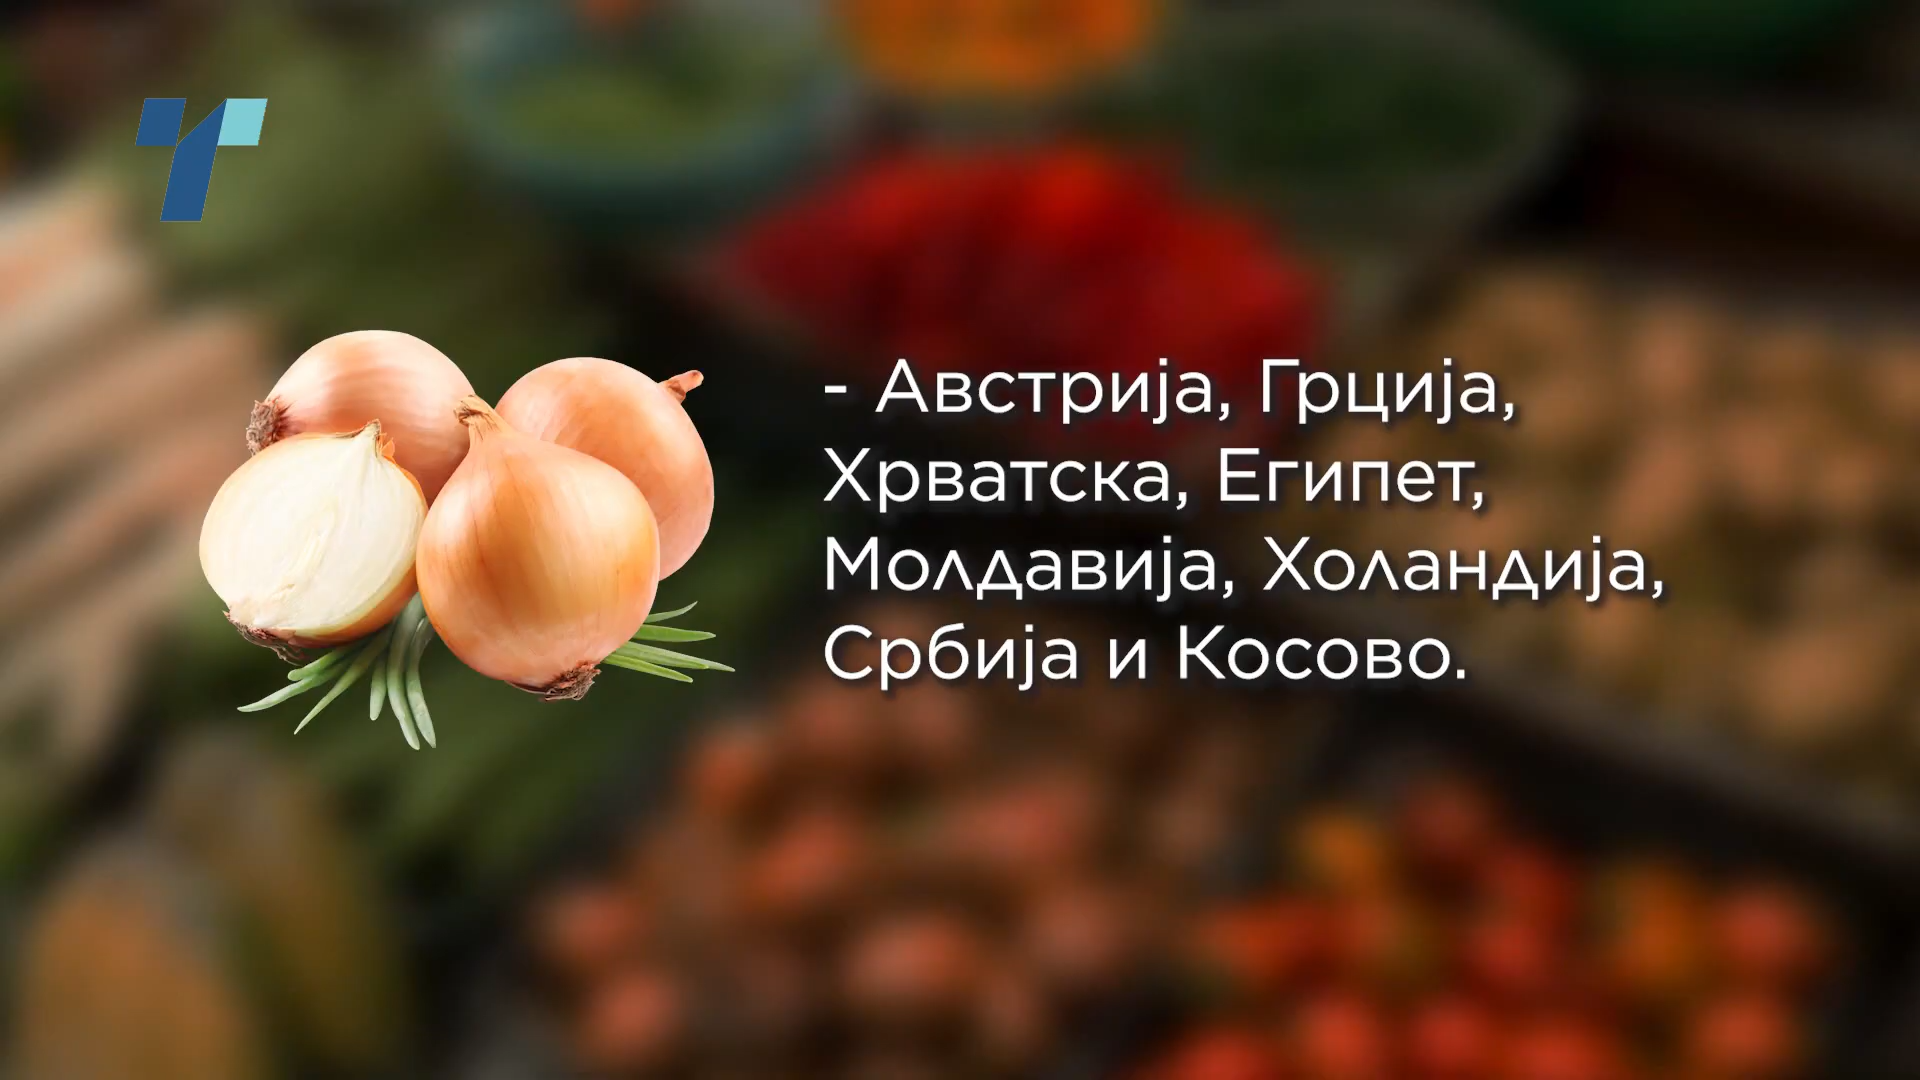 - Австрија, Грција,
Хрватска, Египет,
Молдавија, Холандија,
Србија и Косово.